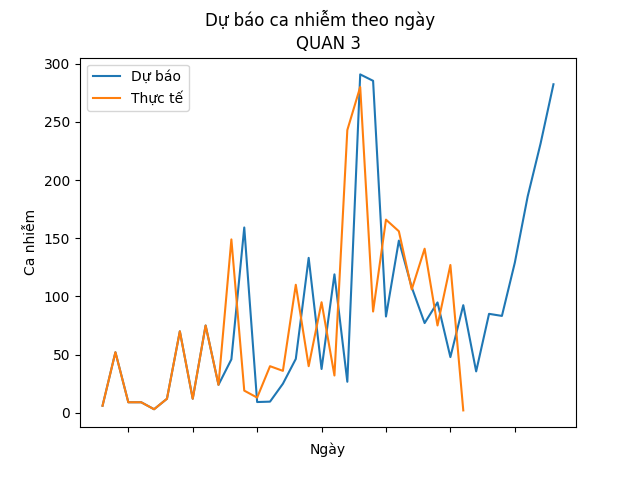 Dự báo ca nhiễm theo ngày
QUAN 3
Dự báo
Thực tế
300
250
200
150
100
50
0
Ca nhiễm
Ngày